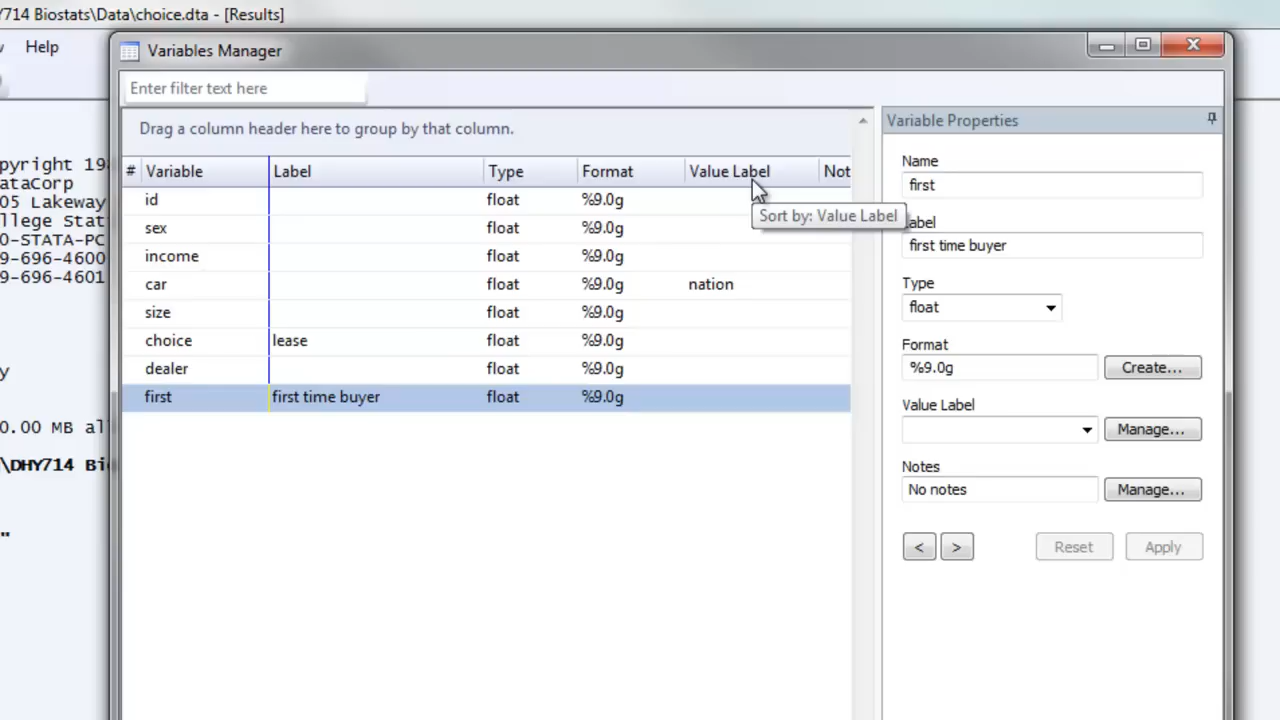 Y714 Biostats\Data\choice.dta - [Results]
Help
Variables Manager
Enter filter text here
Drag a column header here to group by that column.
# Variable Label Type Format Value Label Not
id float %9.0g
sex float %9.0g
income float %9.0g
car float %9.0g nation
size float %9.0g
choice lease float %9.0g
dealer float %9.0g
first first time buyer float %9.0g
Sort by: Value Label
Variable Properties
Name
first
Label
first time buyer
Type
float
Format
%9.0g Create...
Value Label
Manage...
Notes
No notes Manage...
< > Reset Apply
pyright 198
ataCorp
05 Lakeway
llege Stat
0-STATA-PC
9-696-4600
9-696-4601
y
0.00 MB al
\DHY714 Bi
"